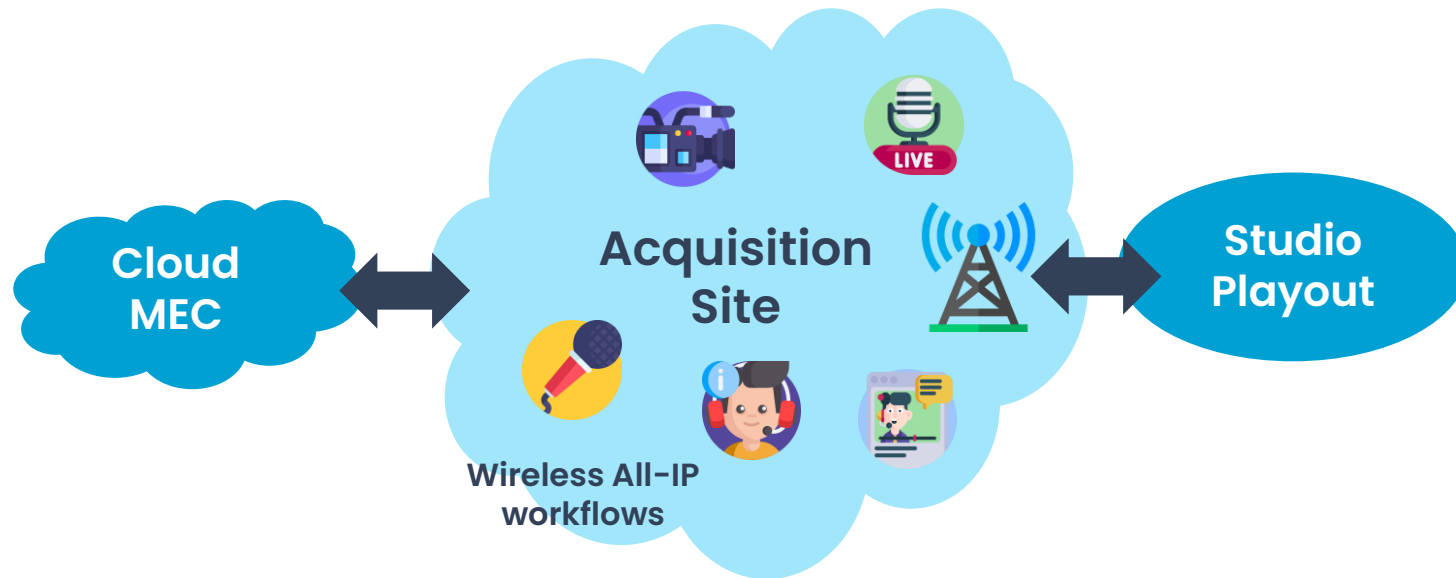 LIVE
Cloud
MEC
Acquisition
Site
Studio
Playout
i
Wireless All-IP
workflows